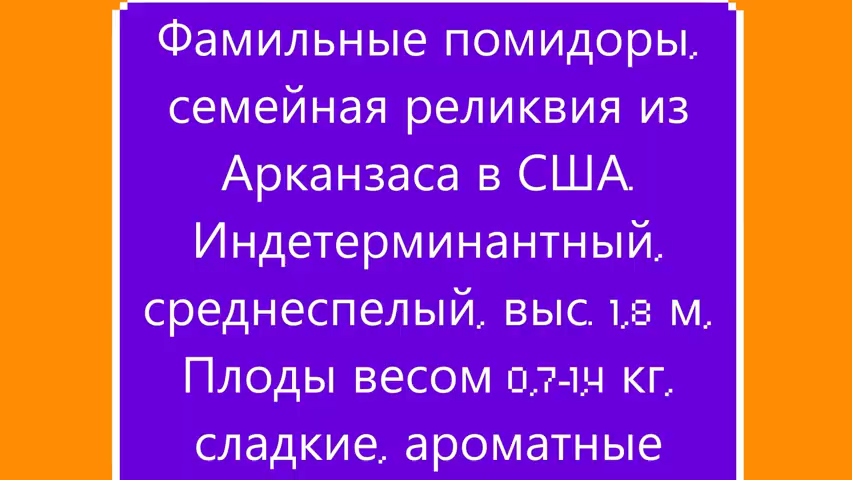 Фамильные помидоры,
семейная реликвия из
Арканзаса в США.
Индетерминантный,
среднеспелый, выс. 1,8 м,
Плоды весом 0,7-1,4 кг,
сладкие, ароматные